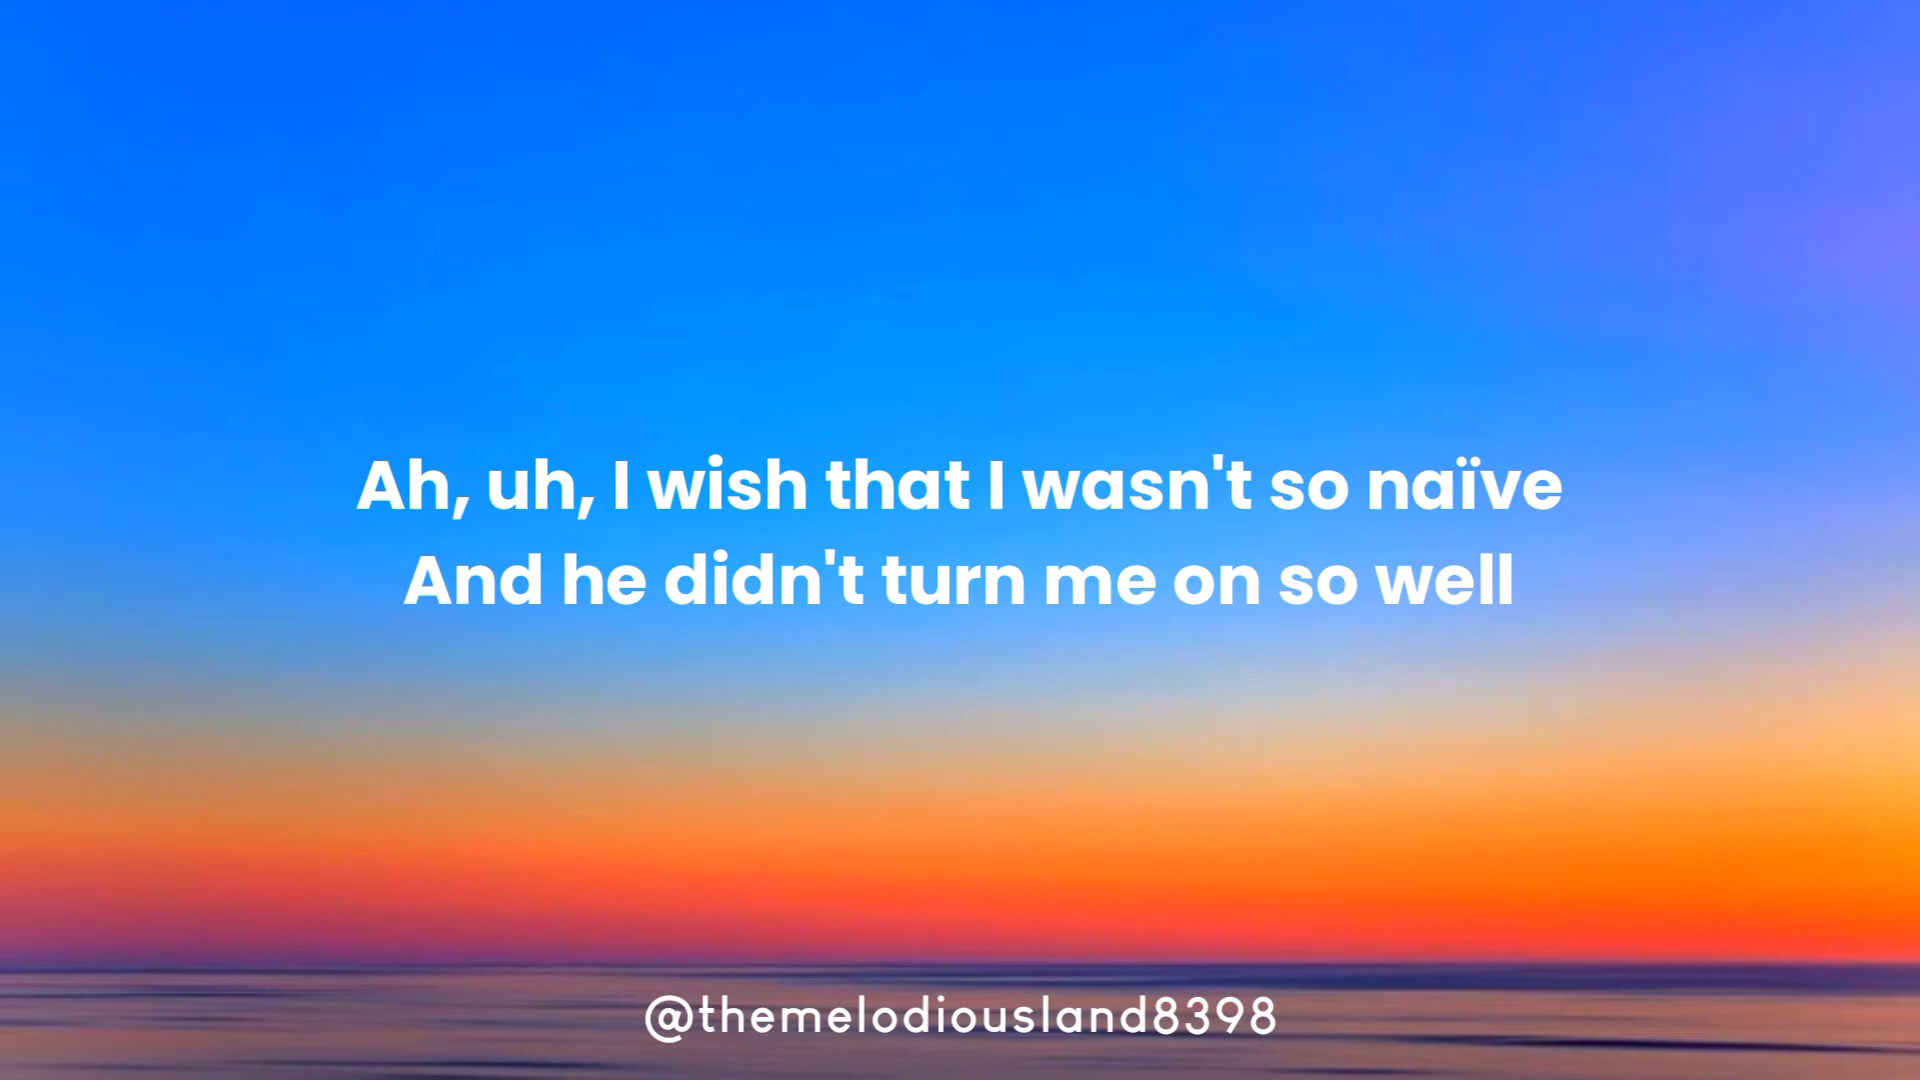 Ah, uh, I wish that I wasn't so naïve
And he didn't turn me on so well
@themelodiousland8398